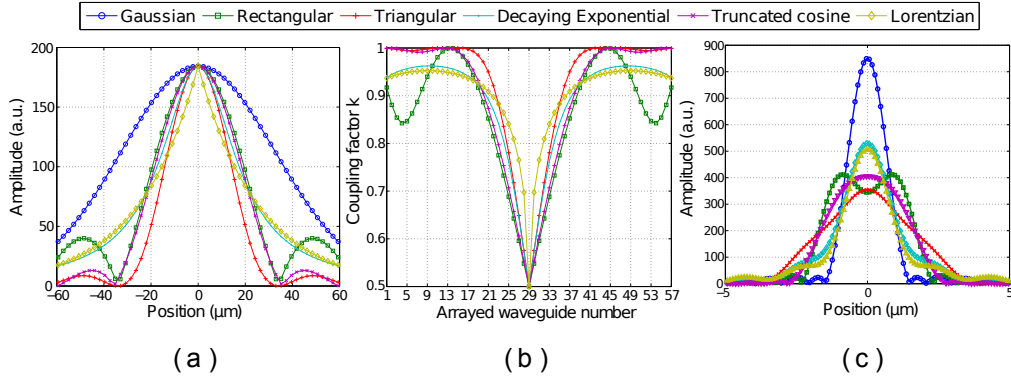 Gaussian Rectangular Triangular Decaying Exponential Truncated cosine Lorentzian
Amplitude (a.u.)
200
150
100
50
0
-60 -40 -20 0 20 40 60
Position (μm)
(a)
Coupling factor k
1
0.9
0.8
0.7
0.6
0.5
1 5 9 13 17 21 25 29 33 37 41 45 49 53 57
Arrayed waveguide number
(b)
Amplitude (a.u.)
900
800
700
600
500
400
300
200
100
0
-5 0 5
Position (μm)
(c)